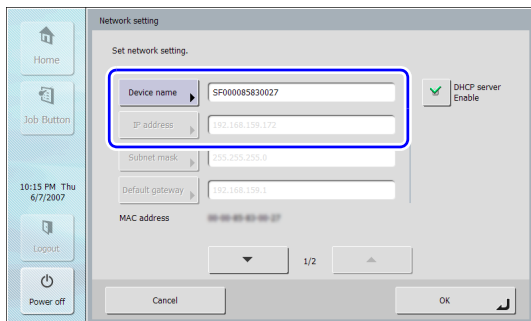 Network setting
Set network setting.
Home
Job Button
10:15 PM Thu
6/7/2007
Logout
Power off
Device name
SF000085830027
DHCP server
Enable
IP address
192.168.159.172
Subnet mask
255.255.255.0
Default gateway
192.168.159.1
MAC address
1/2
Cancel
OK